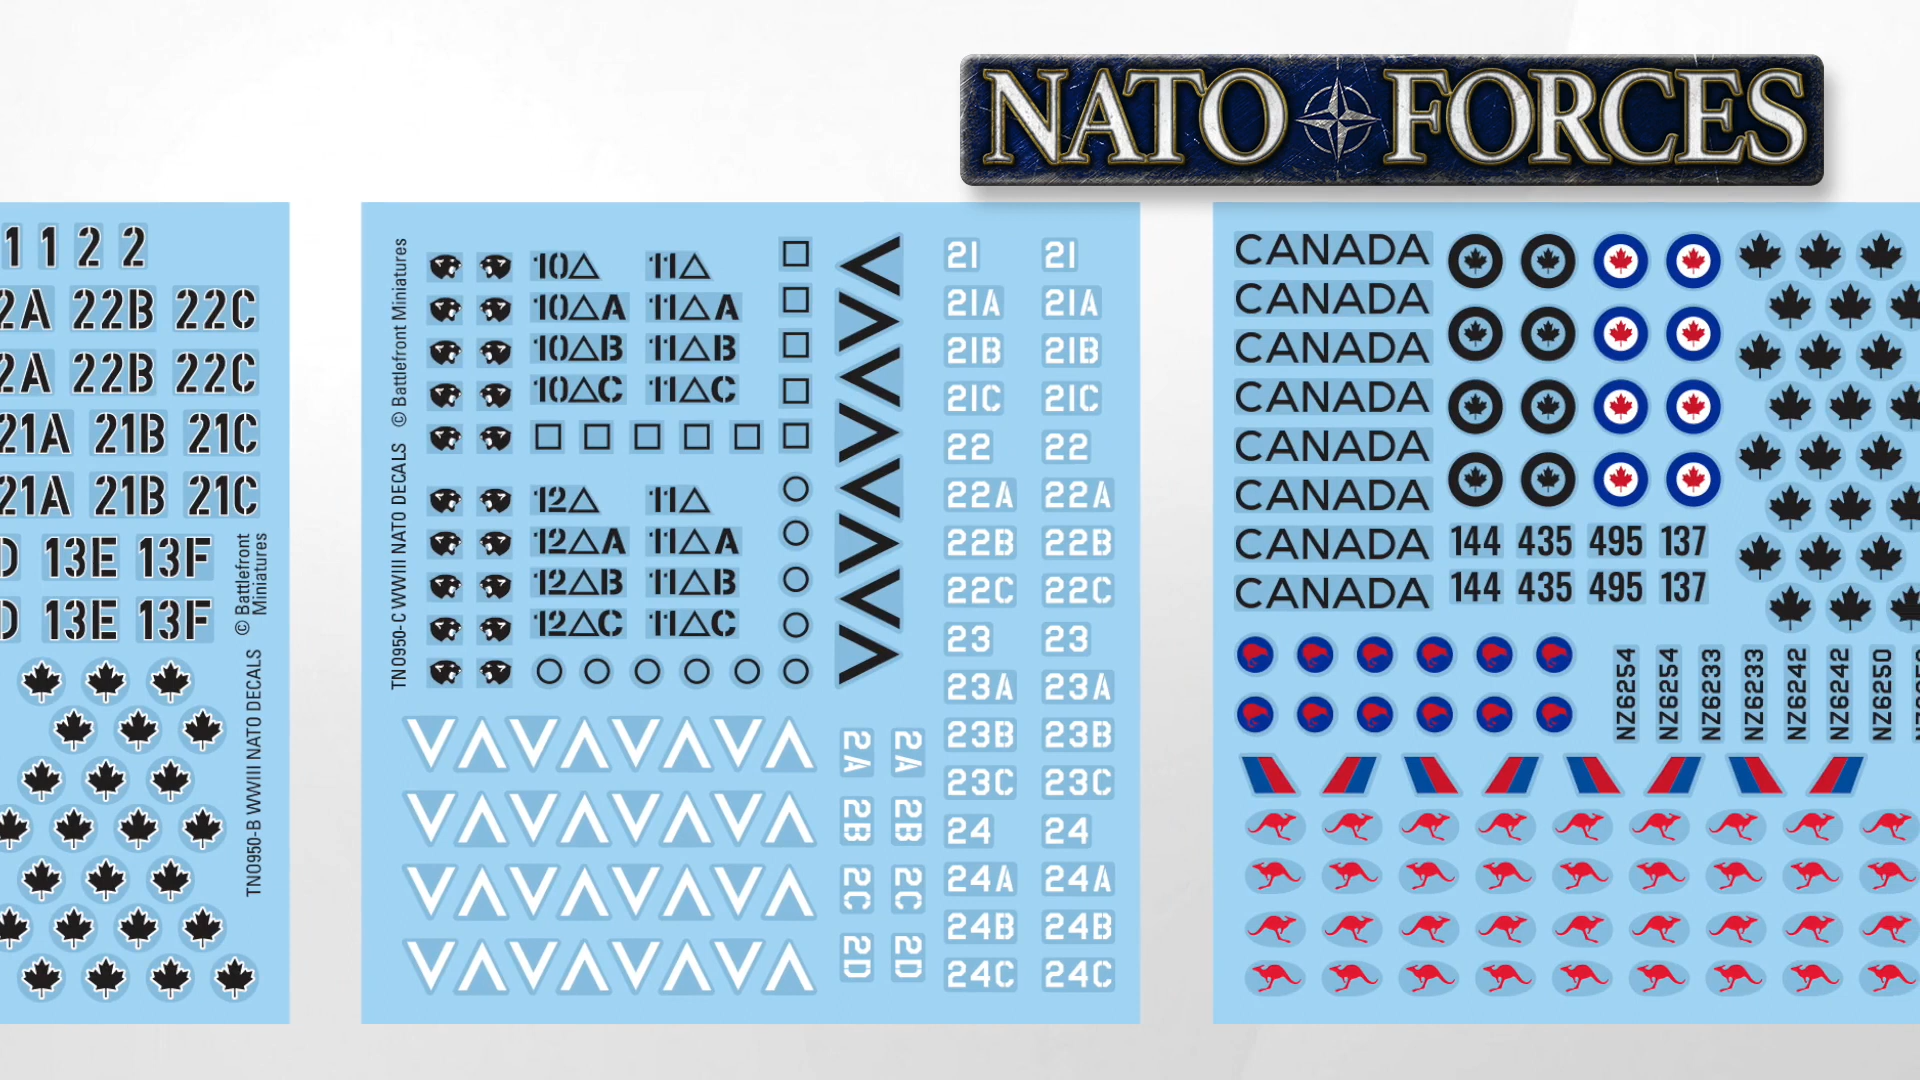 NATO FORCES
1 1 2 2
2A 22B 22C
2A 22B 22C
21A 21B 21C
21A 21B 21C
D 13E 13F
D 13E 13F
© Battlefront
Miniatures
TN0950-B WWIII NATO DECALS
TN0950-C WWIII NATO DECALS © Battlefront Miniatures
10△ 11△
10△A 11△A
10△B 11△B
10△C 11△C
12△ 11△
12△A 11△A
12△B 11△B
12△C 11△C
2A 2A
2B 2B
2C 2C
2D 2D
21 21
21A 21A
21B 21B
21C 21C
22 22
22A 22A
22B 22B
22C 22C
23 23
23A 23A
23B 23B
23C 23C
24 24
24A 24A
24B 24B
24C 24C
CANADA
CANADA
CANADA
CANADA
CANADA
CANADA
CANADA
CANADA
144 435 495 137
144 435 495 137
NZ6254
NZ6254
NZ6233
NZ6233
NZ6242
NZ6242
NZ6250